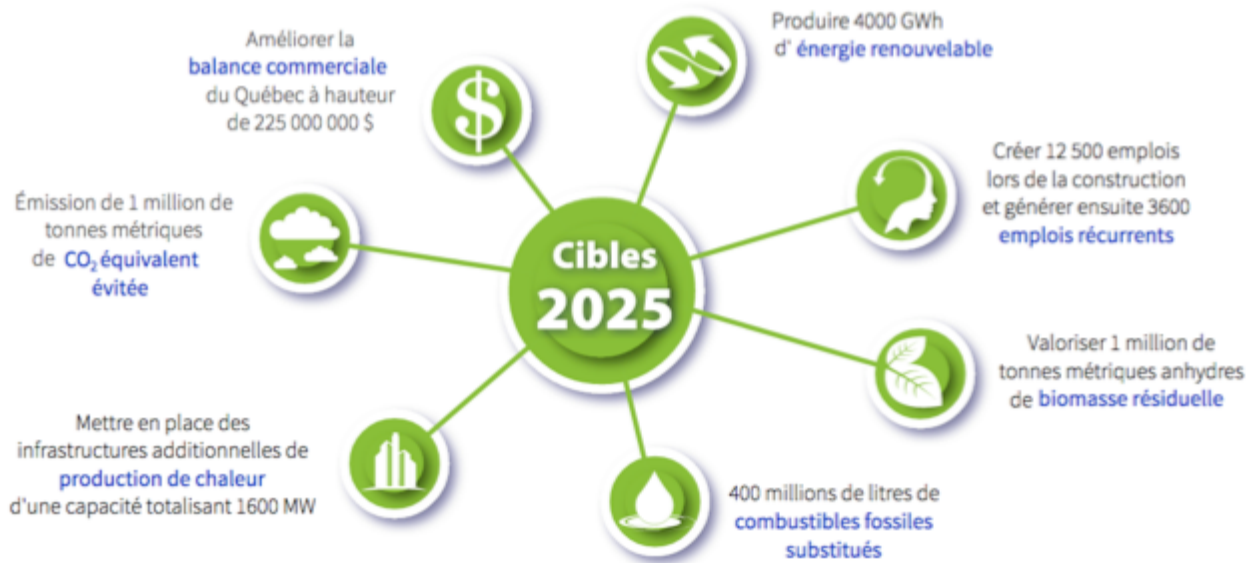 Améliorer la
balance commerciale
du Québec à hauteur
de 225 000 000 $
Produire 4000 GWh
d' énergie renouvelable
Créer 12 500 emplois
lors de la construction
et générer ensuite 3600
emplois récurrents
Émission de 1 million de
tonnes métriques
de CO₂ équivalent
évitée
$
Cibles
2025
Valoriser 1 million de
tonnes métriques anhydres
de biomasse résiduelle
Mettre en place des
infrastructures additionnelles de
production de chaleur
d'une capacité totalisant 1600 MW
400 millions de litres de
combustibles fossiles
substitués